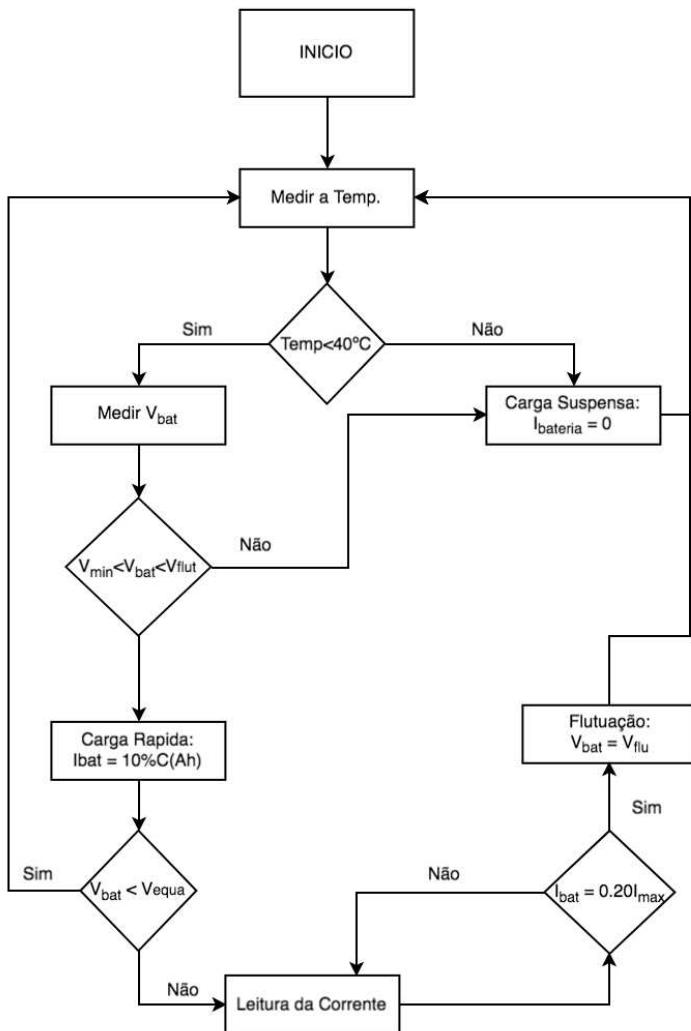 INICIO
Medir a Temp.
Sim
Não
Temp<40ºC
Medir Vbat
Carga Suspensa:
Ibateria = 0
Não
Vmin<Vbat<Vflut
Carga Rapida:
Ibat = 10%C(Ah)
Flutuação:
Vbat = Vflu
Sim
Sim
Não
Vbat < Vequa
Ibat = 0.20Imax
Não
Leitura da Corrente